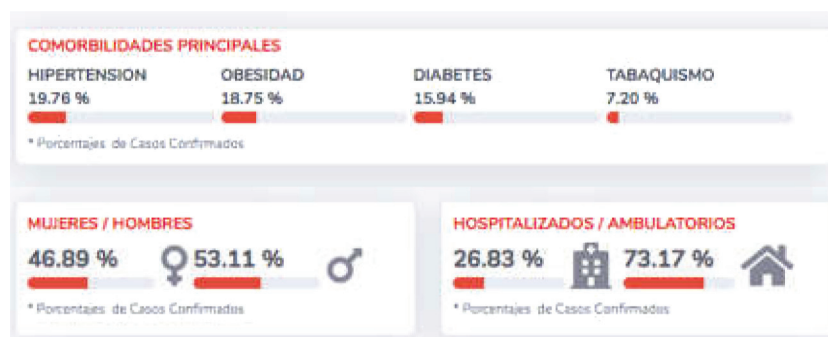 COMORBILIDADES PRINCIPALES
HIPERTENSION OBESIDAD DIABETES TABAQUISMO
19.76 % 18.75 % 15.94 % 7.20 %
* Porcentajes de Casos Confirmados
MUJERES / HOMBRES
46.89 % 53.11 %
* Porcentajes de Casos Confirmados
HOSPITALIZADOS / AMBULATORIOS
26.83 % 73.17 %
* Porcentajes de Casos Confirmados